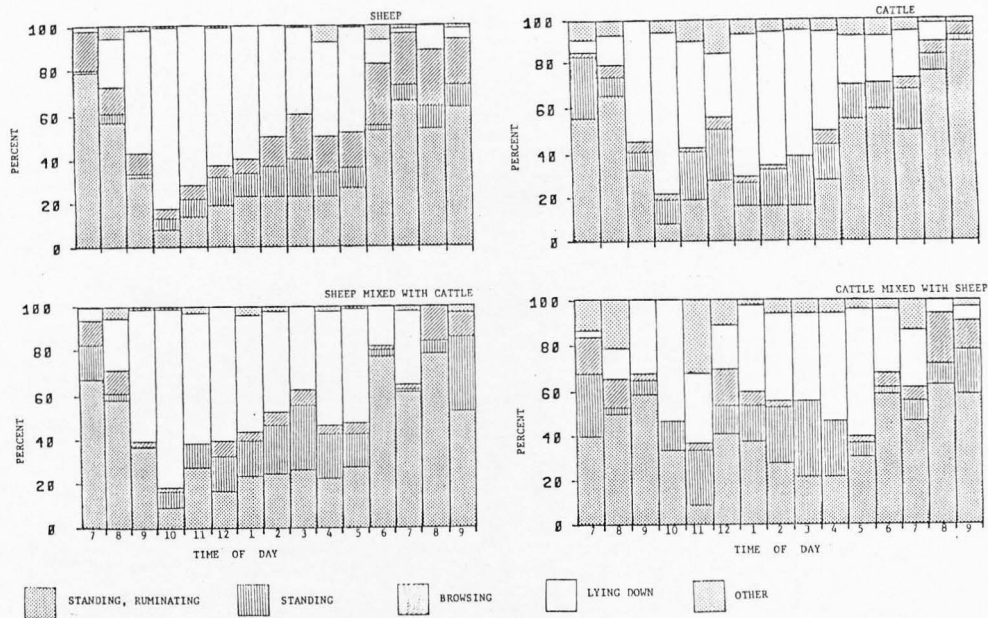 SHEEP
CATTLE
100
80
60
40
20
0
PERCENT
100
80
60
40
20
0
PERCENT
SHEEP MIXED WITH CATTLE
CATTLE MIXED WITH SHEEP
100
80
60
40
20
0
PERCENT
7 8 9 10 11 12 1 2 3 4 5 6 7 8 9
TIME OF DAY
100
80
60
40
20
0
PERCENT
7 8 9 10 11 12 1 2 3 4 5 6 7 8 9
TIME OF DAY
STANDING, RUMINATING
STANDING
BROWSING
LYING DOWN
OTHER